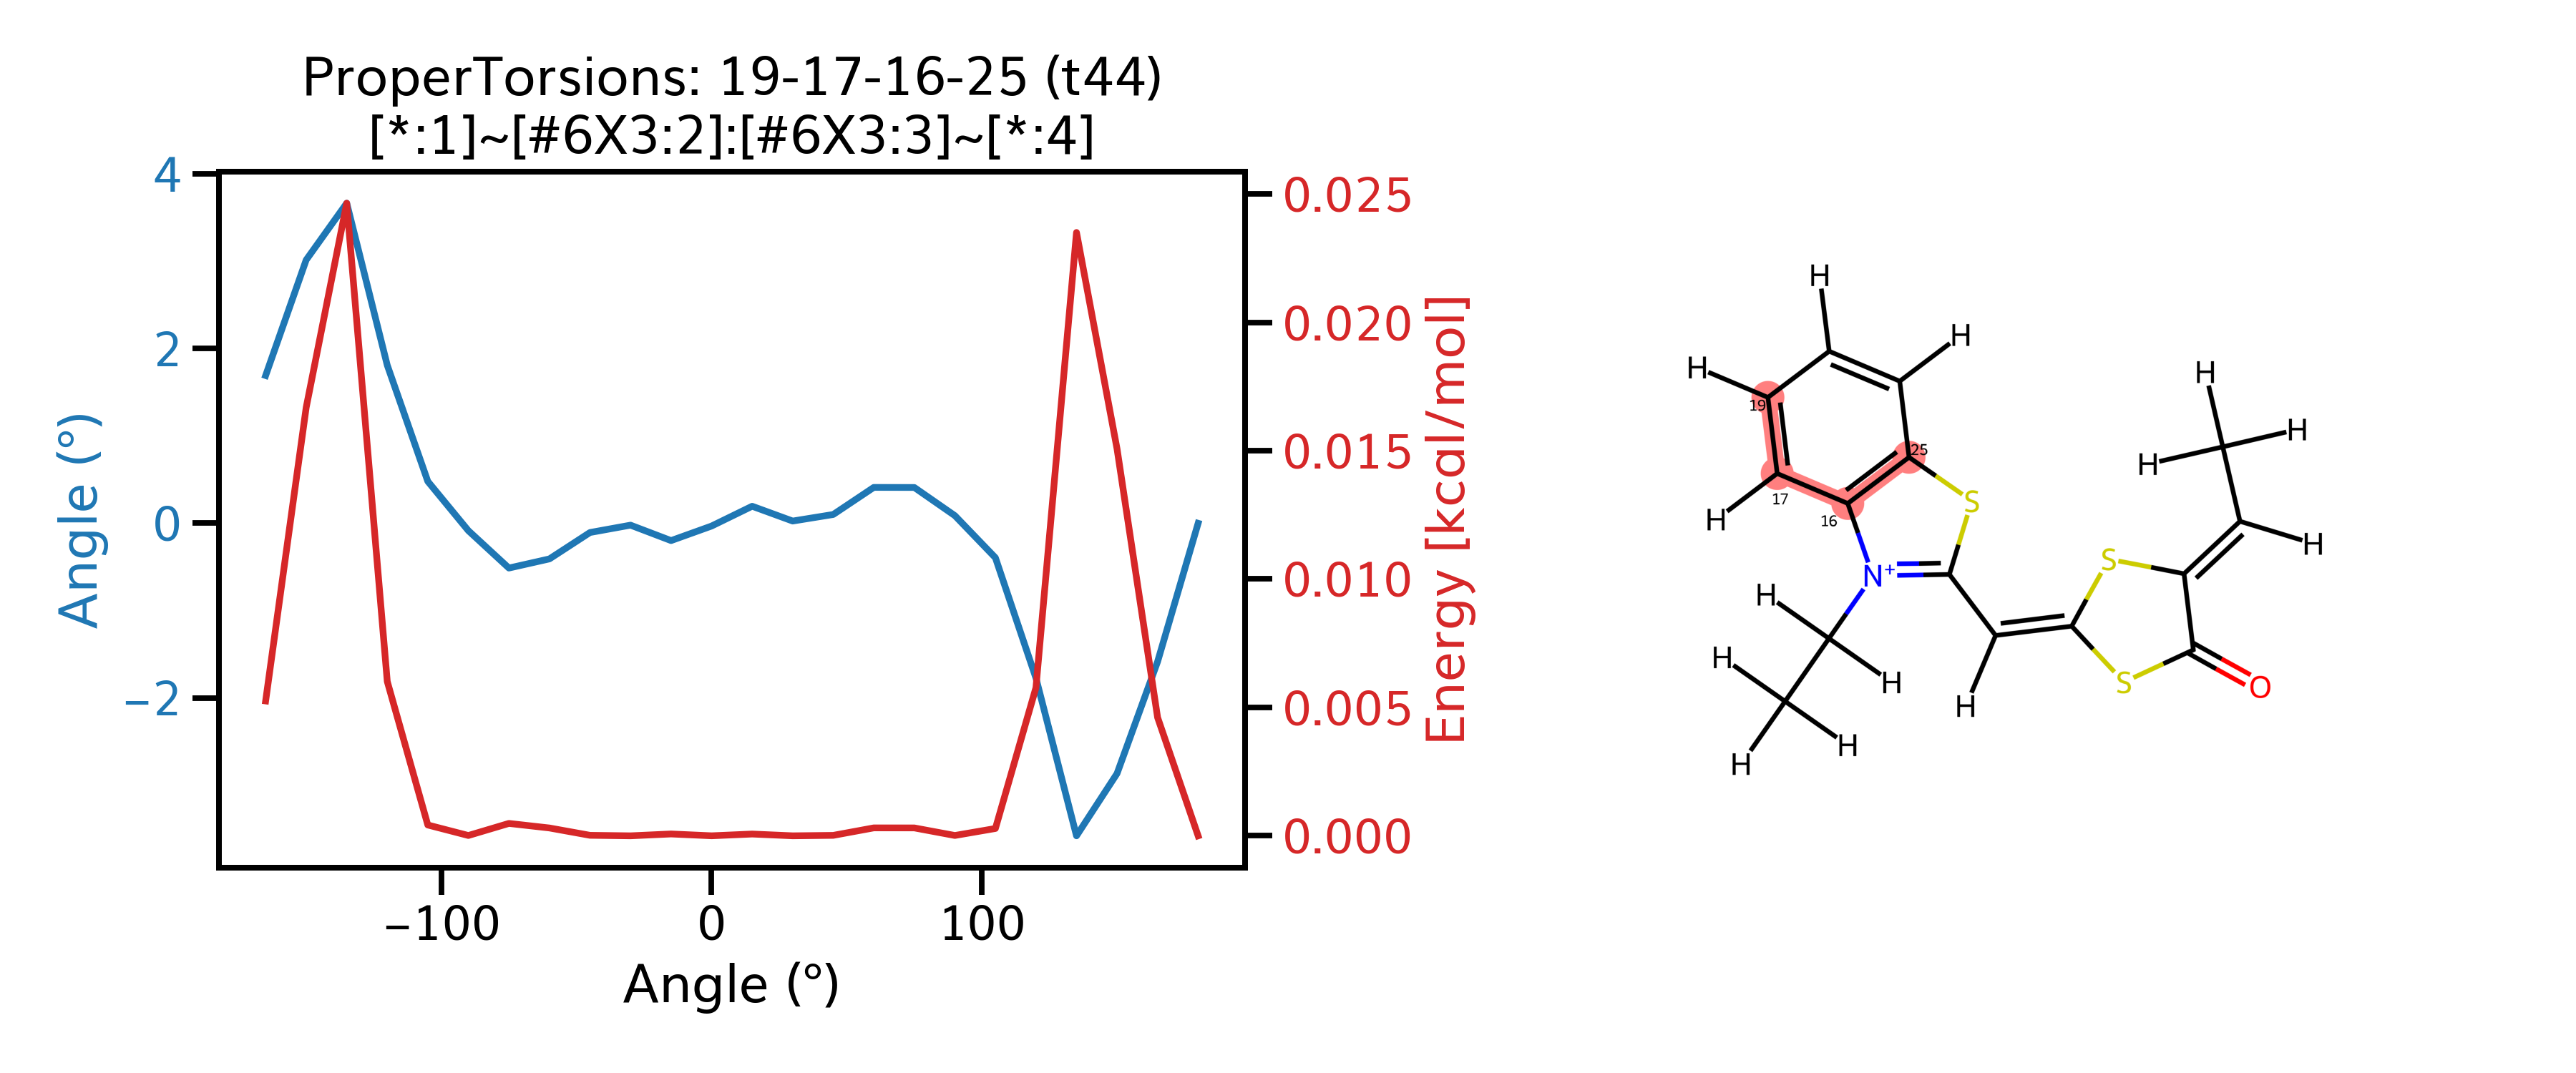 ProperTorsions: 19-17-16-25 (t44)
[*:1]~[#6X3:2]:[#6X3:3]~[*:4]
4
2
0
−2
Angle (°)
0.025
0.020
0.015
0.010
0.005
0.000
Energy [kcal/mol]
−100
0
100
Angle (°)
H
H
H
H
H
19
25
H
H
17
S
H
16
H
S
N+
H
H
H
S
O
H
H
H
H